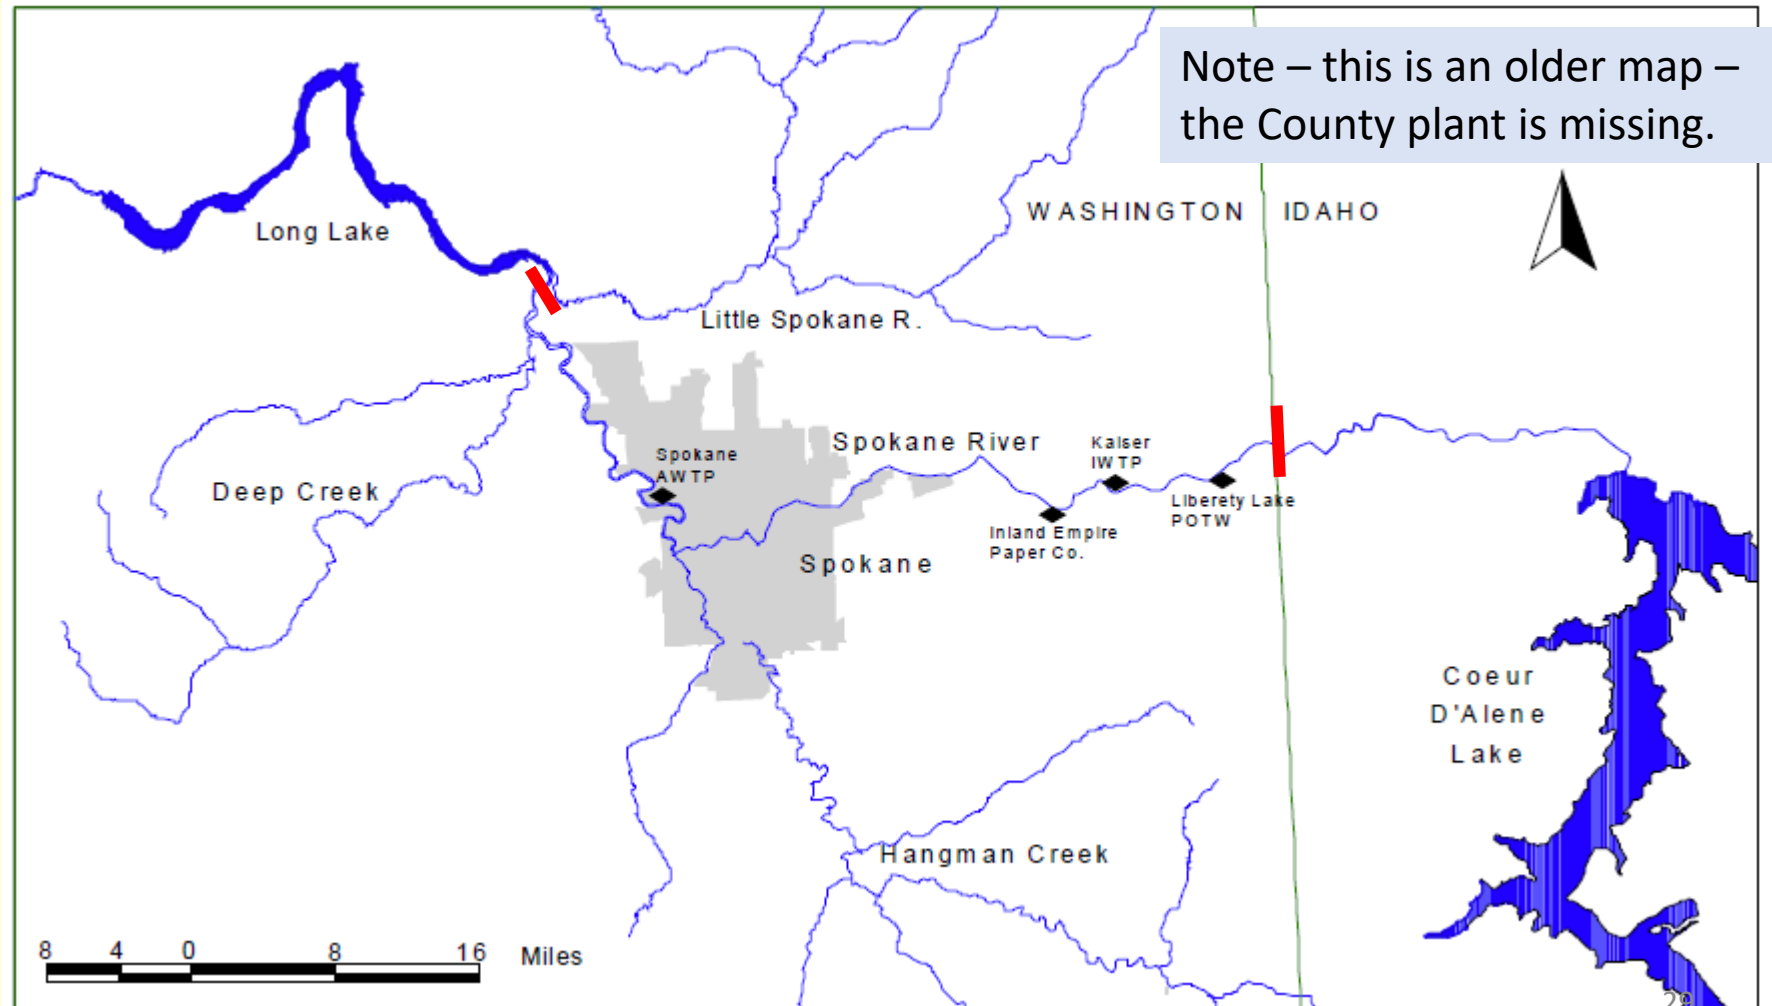 Note – this is an older map –
the County plant is missing.
WASHINGTON
IDAHO
Long Lake
Little Spokane R.
Spokane River
Kaiser
IWTP
Spokane
AWTP
Deep Creek
Liberety Lake
POTW
Inland Empire
Paper Co.
Spokane
Coeur
D'Alene
Lake
Hangman Creek
8 4 0 8 16 Miles
29